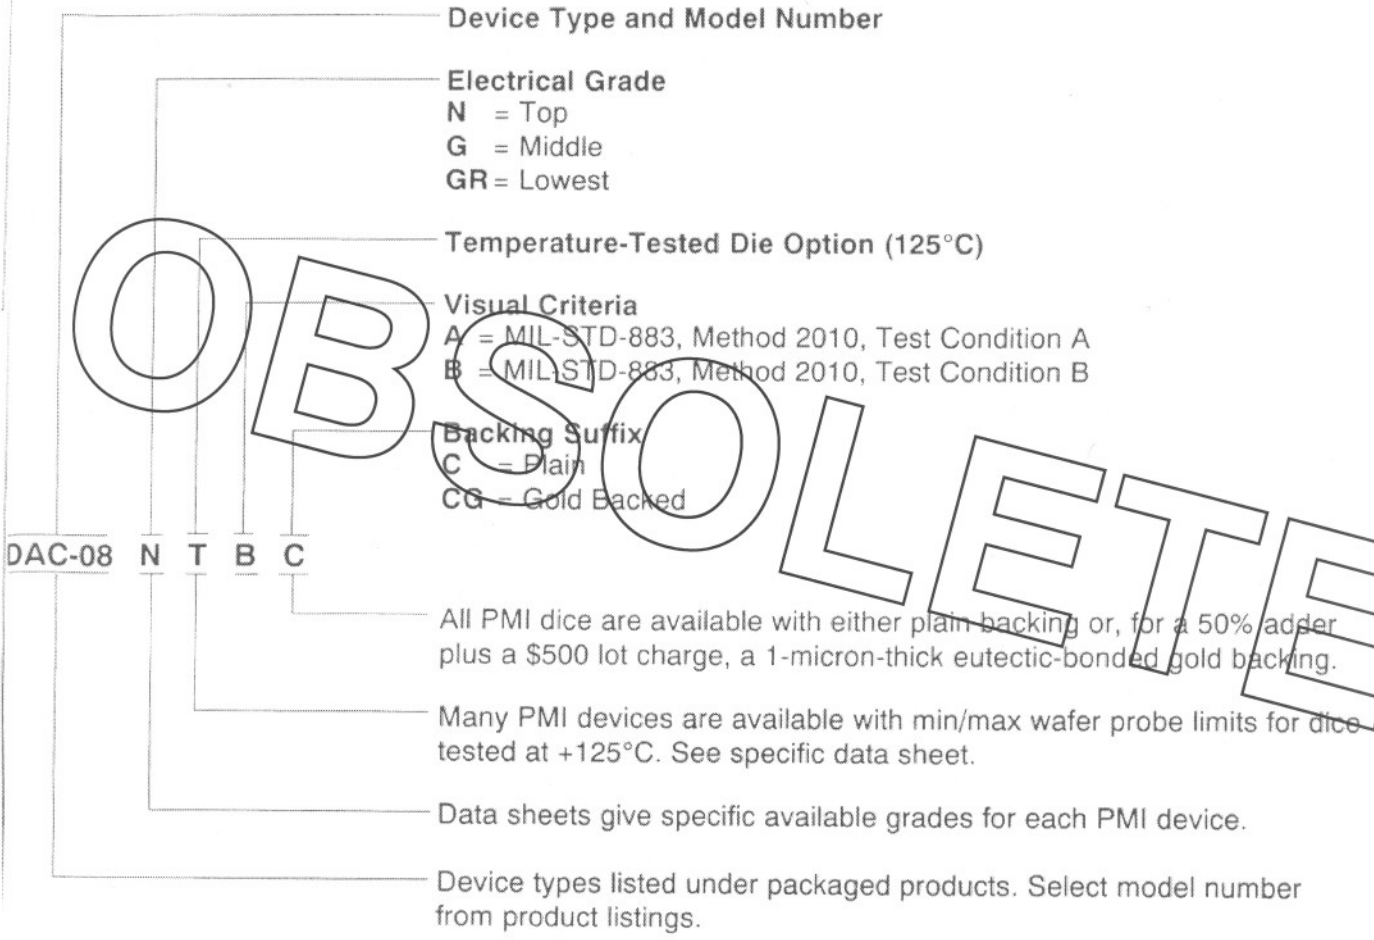 Device Type and Model Number
Electrical Grade
N = Top
G = Middle
GR = Lowest
Temperature-Tested Die Option (125°C)
Visual Criteria
A = MIL-STD-883, Method 2010, Test Condition A
B = MIL-STD-883, Method 2010, Test Condition B
Backing Suffix
C = Plain
CG = Gold Backed
DAC-08 N T B C
All PMI dice are available with either plain backing or, for a 50% adder
plus a $500 lot charge, a 1-micron-thick eutectic-bonded gold backing.
Many PMI devices are available with min/max wafer probe limits for dice
tested at +125°C. See specific data sheet.
Data sheets give specific available grades for each PMI device.
Device types listed under packaged products. Select model number
from product listings.
OBSOLETE